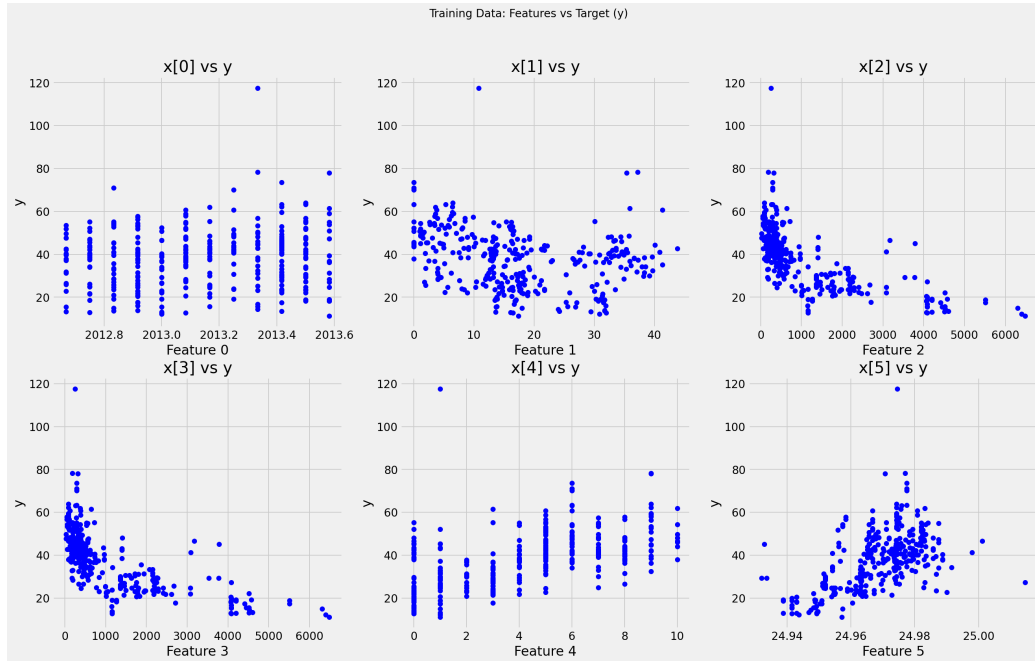 Training Data: Features vs Target (y)
x[0] vs y
x[1] vs y
x[2] vs y
120
100
80
60
40
20
y
2012.8 2013.0 2013.2 2013.4 2013.6
Feature 0
120
100
80
60
40
20
y
0 10 20 30 40
Feature 1
120
100
80
60
40
20
y
0 1000 2000 3000 4000 5000 6000
Feature 2
x[3] vs y
x[4] vs y
x[5] vs y
120
100
80
60
40
20
y
0 1000 2000 3000 4000 5000 6000
Feature 3
120
100
80
60
40
20
y
0 2 4 6 8 10
Feature 4
120
100
80
60
40
20
y
24.94 24.96 24.98 25.00
Feature 5